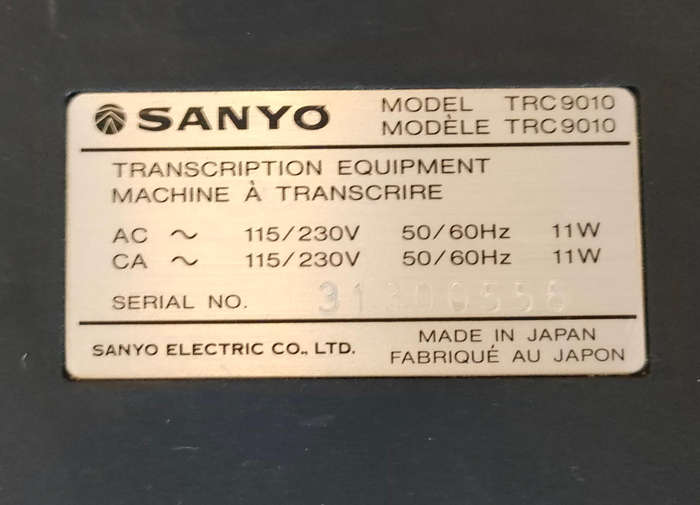 SANYO MODEL TRC9010
MODÈLE TRC9010
TRANSCRIPTION EQUIPMENT
MACHINE À TRANSCRIRE
AC ~ 115/230V 50/60Hz 11W
CA ~ 115/230V 50/60Hz 11W
SERIAL NO.
SANYO ELECTRIC CO., LTD. MADE IN JAPAN
FABRIQUÉ AU JAPON